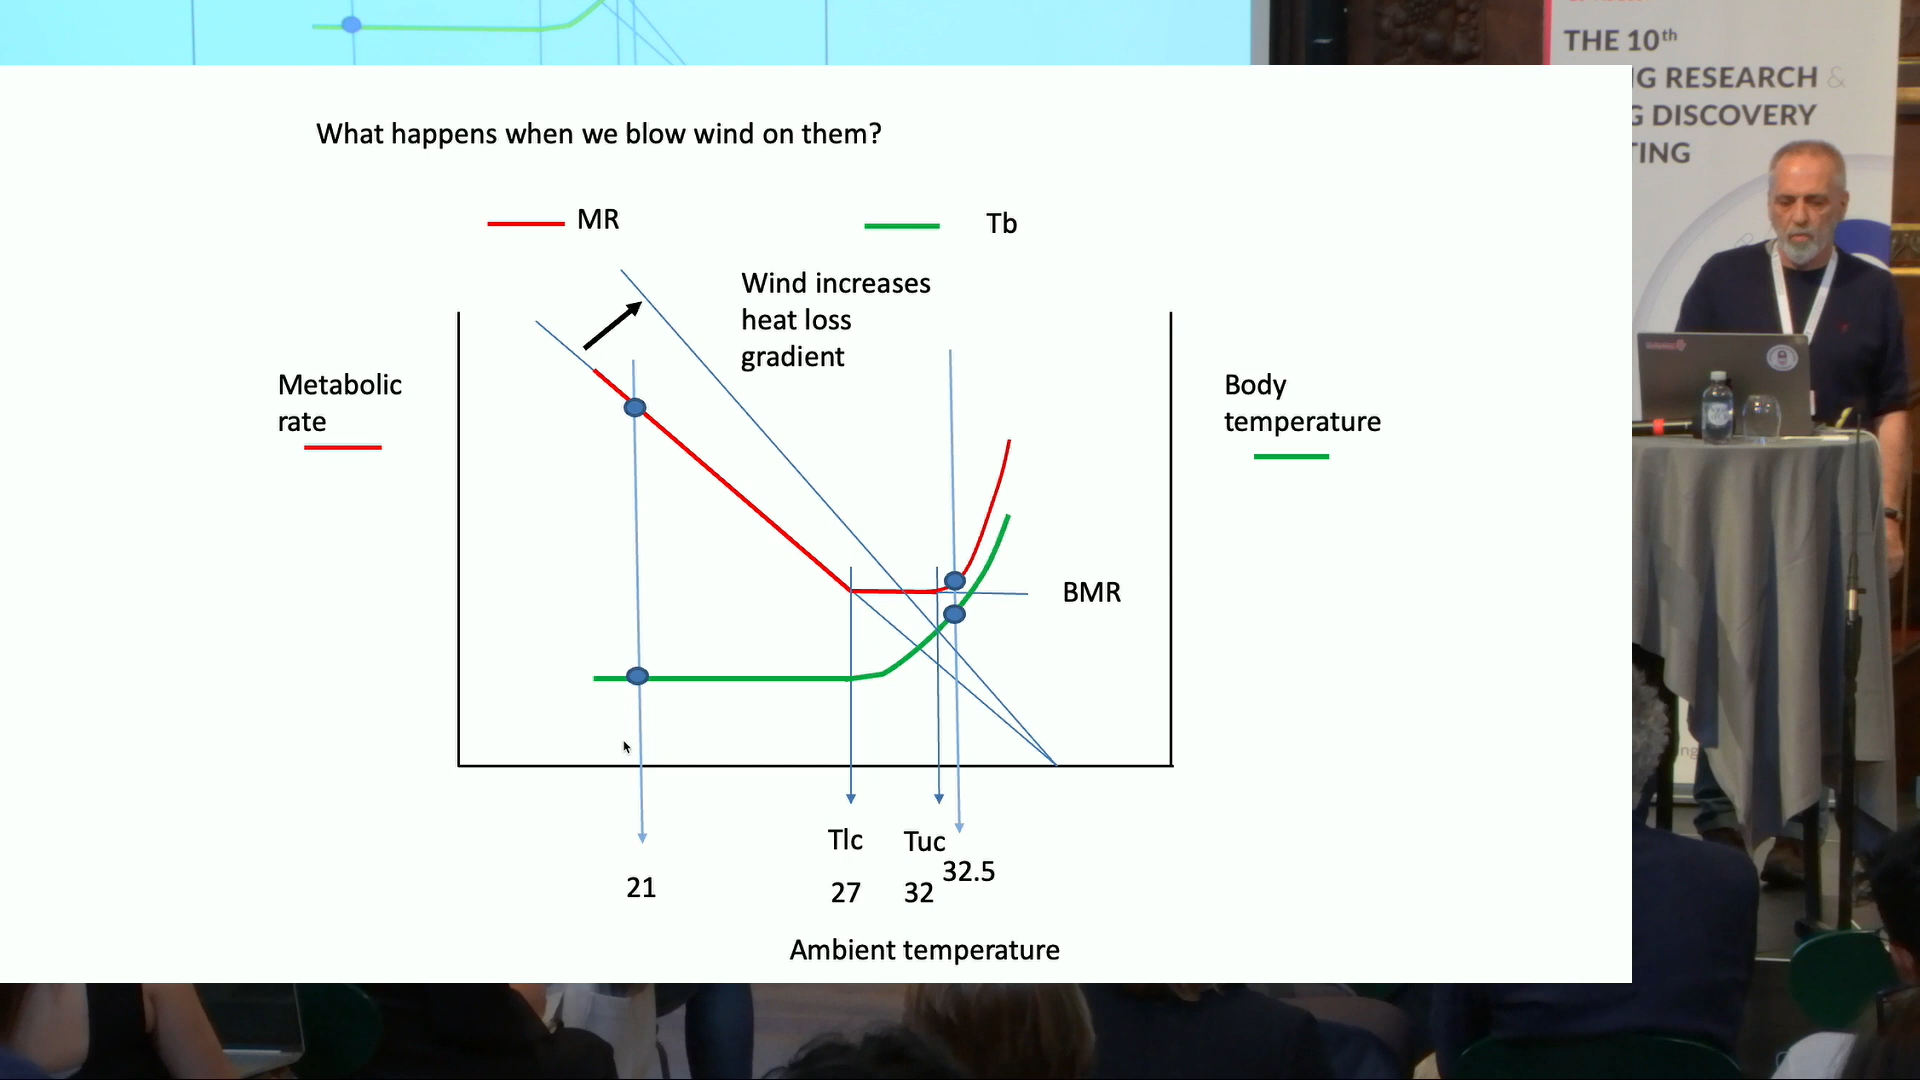 THE 10th
G RESEARCH &
G DISCOVERY
TING
What happens when we blow wind on them?
MR
Tb
Wind increases
heat loss
gradient
Metabolic
rate
Body
temperature
BMR
Tlc
Tuc
32.5
21
27
32
Ambient temperature